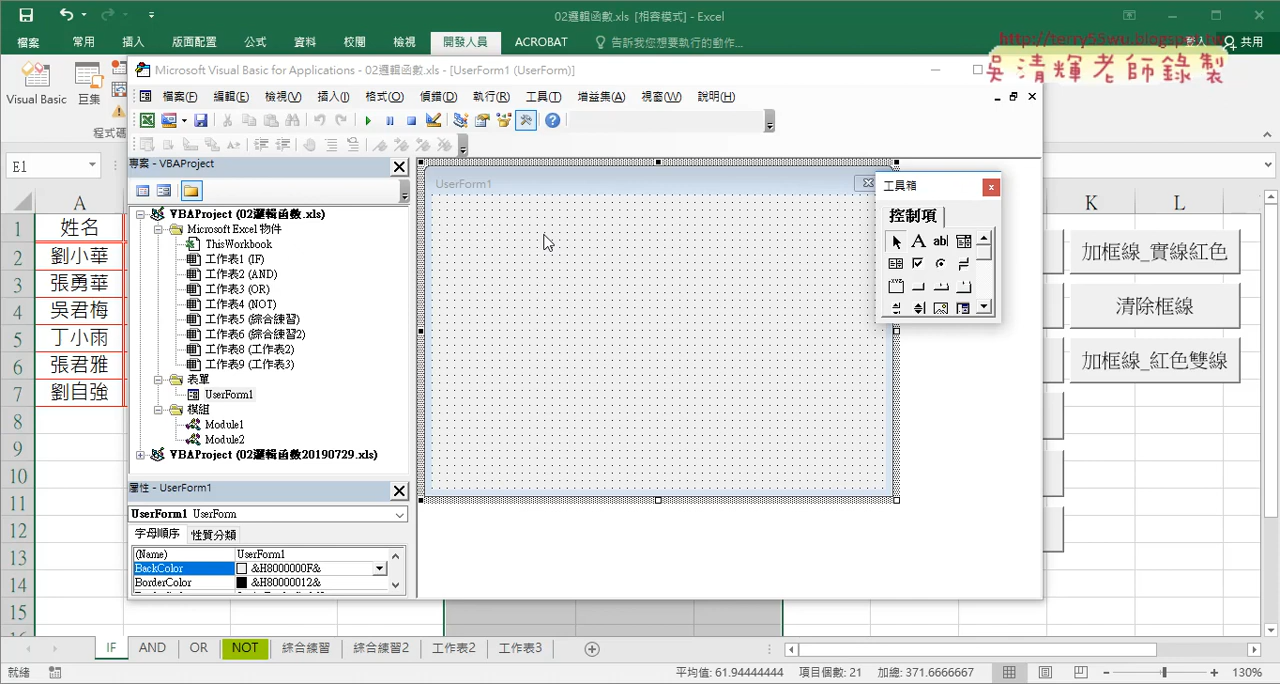 02邏輯函數.xls [相容模式] - Excel
http://terry55wu.blogspot.tw
吳清輝老師錄製
檔案 常用 插入 版面配置 公式 資料 校閱 檢視 開發人員 ACROBAT 告訴我您想要執行的動作... 共用
Visual Basic 巨集
程式碼
Microsoft Visual Basic for Applications - 02邏輯函數.xls - [UserForm1 (UserForm)]
檔案(F) 編輯(E) 檢視(V) 插入(I) 格式(O) 偵錯(D) 執行(R) 工具(T) 增益集(A) 視窗(W) 說明(H)
E1
專案 - VBAProject
VBAProject (02邏輯函數.xls)
Microsoft Excel 物件
ThisWorkbook
工作表1 (IF)
工作表2 (AND)
工作表3 (OR)
工作表4 (NOT)
工作表5 (綜合練習)
工作表6 (綜合練習2)
工作表8 (工作表2)
工作表9 (工作表3)
表單
UserForm1
模組
Module1
Module2
VBAProject (02邏輯函數20190729.xls)
屬性 - UserForm1
UserForm1 UserForm
字母順序 性質分類
(Name) UserForm1
BackColor &H8000000F&
BorderColor &H80000012&
UserForm1
工具箱
控制項
A K L
1 姓名
2 劉小華
3 張勇華
4 吳君梅
5 丁小雨
6 張君雅
7 劉自強
8
9
10
11
12
13
14
15
加框線_實線紅色
清除框線
加框線_紅色雙線
IF AND OR NOT 綜合練習 綜合練習2 工作表2 工作表3
就緒 平均值: 61.94444444 項目個數: 21 加總: 371.6666667 130%